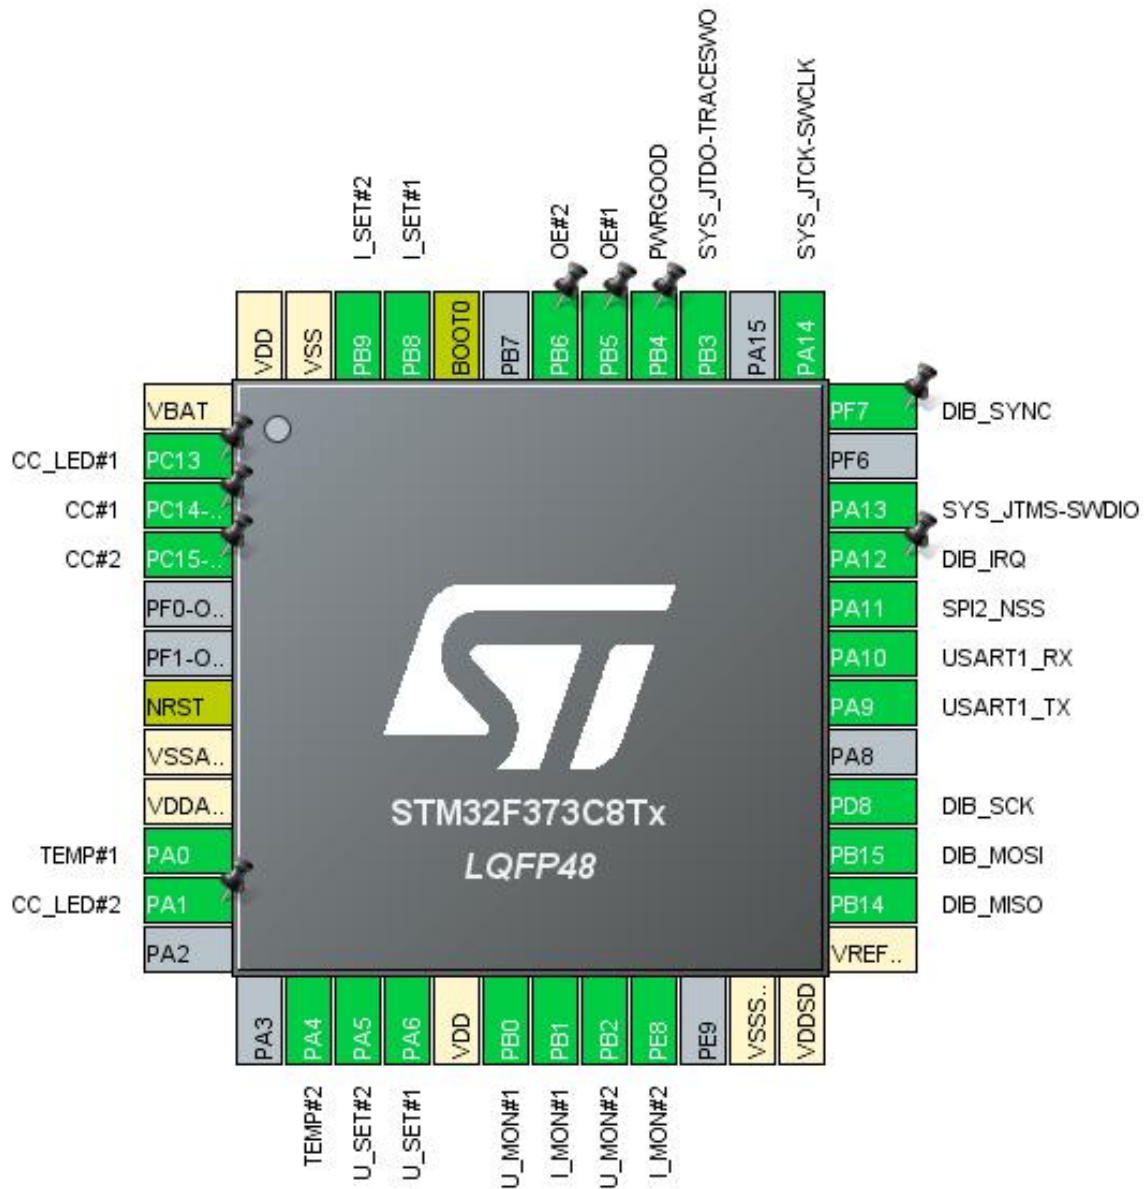 I_SET#2
I_SET#1
OE#2
OE#1
PWRGOOD
SYS_JTDO-TRACESWO
SYS_JTCK-SWCLK
VDD
VSS
PB9
PB8
BOOT0
PB7
PB6
PB5
PB4
PB3
PA15
PA14
VBAT
CC_LED#1 PC13
CC#1 PC14-..
CC#2 PC15-..
PF0-O..
PF1-O..
NRST
VSSA..
VDDA..
TEMP#1 PA0
CC_LED#2 PA1
PA2
PF7 DIB_SYNC
PF6
PA13 SYS_JTMS-SWDIO
PA12 DIB_IRQ
PA11 SPI2_NSS
PA10 USART1_RX
PA9 USART1_TX
PA8
PD8 DIB_SCK
PB15 DIB_MOSI
PB14 DIB_MISO
VREF..
ST
STM32F373C8Tx
LQFP48
PA3
PA4
PA5
PA6
VDD
PB0
PB1
PB2
PE8
PE9
VSSS..
VDDSD
TEMP#2
U_SET#2
U_SET#1
U_MON#1
I_MON#1
U_MON#2
I_MON#2